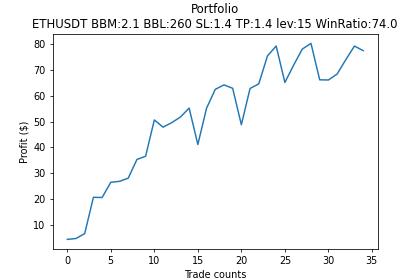 Portfolio
ETHUSDT BBM:2.1 BBL:260 SL:1.4 TP:1.4 lev:15 WinRatio:74.0
80
70
60
50
40
30
20
10
Profit ($)
0 5 10 15 20 25 30 35
Trade counts